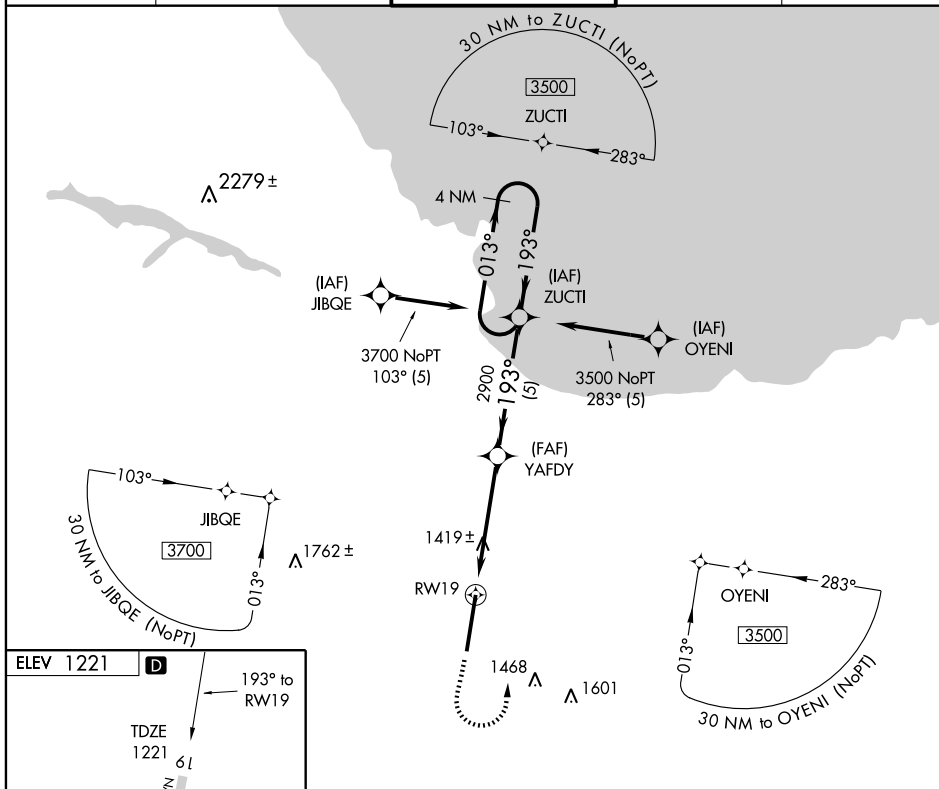 30 NM to ZUCTI (NoPT)
3500
ZUCTI
103°
283°
2279 ±
4 NM
013°
193°
(IAF)
JIBQE
(IAF)
ZUCTI
(IAF)
OYENI
3700 NoPT
103° (5)
3500 NoPT
283° (5)
2900
193°
(5)
(FAF)
YAFDY
103°
JIBQE
3700
013°
30 NM to JIBQE (NoPT)
1762 ±
1419 ±
RW19
OYENI
283°
3500
013°
30 NM to OYENI (NoPT)
1468
1601
ELEV 1221
D
193° to
RW19
TDZE
1221
19